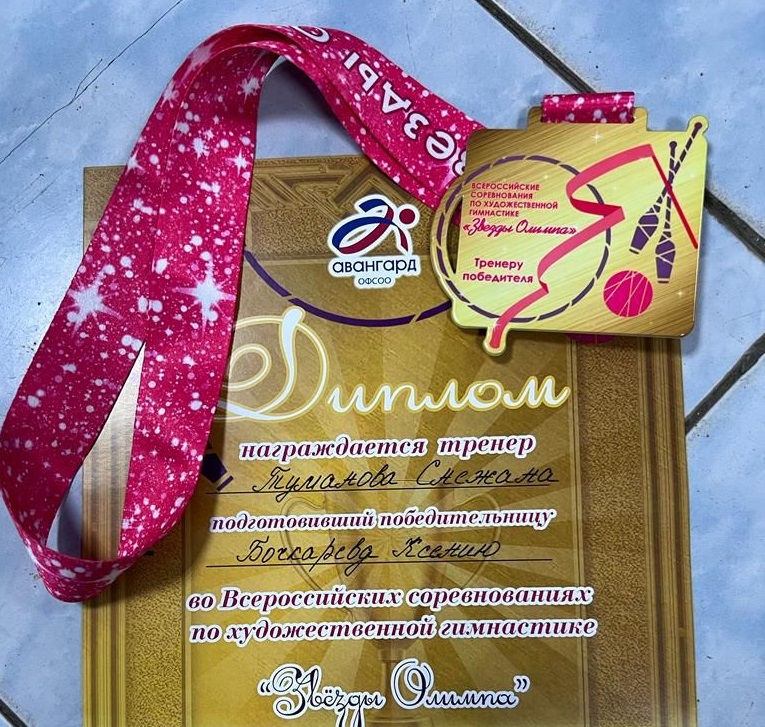 ЗВЕЗДЫ О
ВСЕРОССИЙСКИЕ
СОРЕВНОВАНИЯ
ПО ХУДОЖЕСТВЕННОЙ
ГИМНАСТИКЕ
«Звезды Олимпа»
Тренеру
победителя
авангард
ОФСОО
Диплом
награждается тренер
Туманова Снежана
подготовивший победительницу
Бочкарева Ксению
во Всероссийских соревнованиях
по художественной гимнастике
“Звёзды Олимпа”